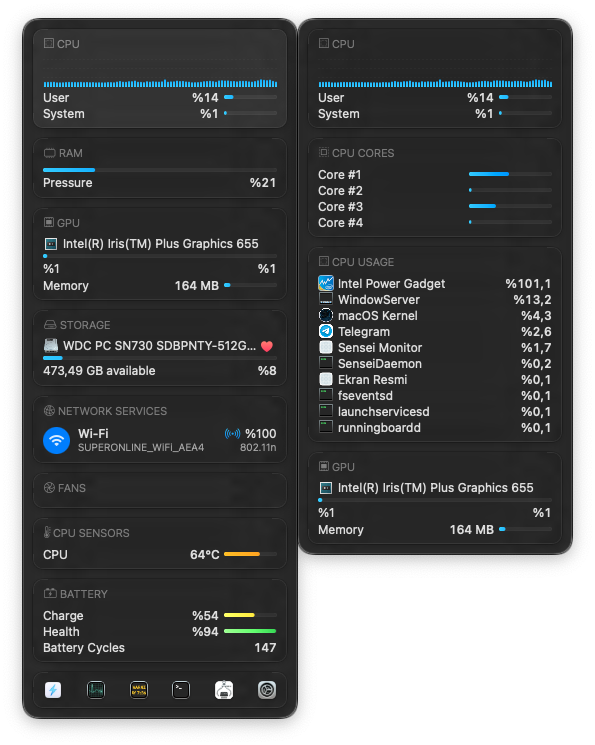 CPU
User %14
System %1
RAM
Pressure %21
GPU
Intel(R) Iris(TM) Plus Graphics 655
%1 %1
Memory 164 MB
STORAGE
WDC PC SN730 SDBPNTY-512G...
473,49 GB available %8
NETWORK SERVICES
Wi-Fi %100
SUPERONLINE_WIFI_AEA4 802.11n
FANS
CPU SENSORS
CPU 64°C
BATTERY
Charge %54
Health %94
Battery Cycles 147
CPU
User %14
System %1
CPU CORES
Core #1
Core #2
Core #3
Core #4
CPU USAGE
Intel Power Gadget %101,1
WindowServer %13,2
macOS Kernel %4,3
Telegram %2,6
Sensei Monitor %1,7
SenseiDaemon %0,2
Ekran Resmi %0,1
fseventsd %0,1
launchservicesd %0,1
runningboardd %0,1
GPU
Intel(R) Iris(TM) Plus Graphics 655
%1 %1
Memory 164 MB